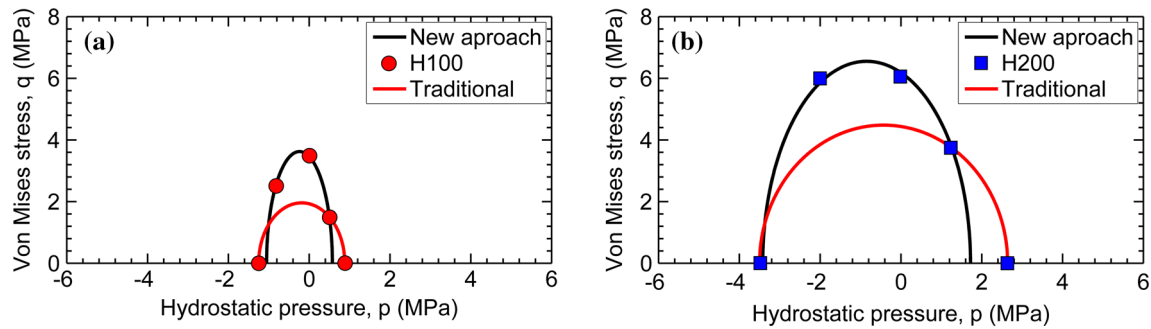 (a)
New aproach
H100
Traditional
Von Mises stress, q (MPa)
8
6
4
2
0
-6
-4
-2
0
2
4
6
Hydrostatic pressure, p (MPa)
(b)
New aproach
H200
Traditional
Von Mises stress, q (MPa)
8
6
4
2
0
-6
-4
-2
0
2
4
6
Hydrostatic pressure, p (MPa)